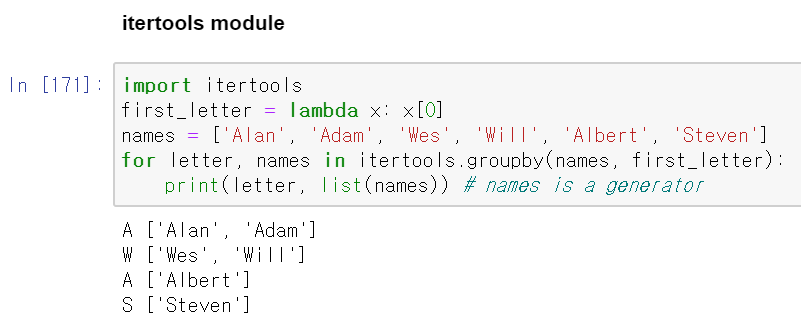 itertools module
In [171]:
import itertools
first_letter = lambda x: x[0]
names = ['Alan', 'Adam', 'Wes', 'Will', 'Albert', 'Steven']
for letter, names in itertools.groupby(names, first_letter):
    print(letter, list(names)) # names is a generator
A ['Alan', 'Adam']
W ['Wes', 'Will']
A ['Albert']
S ['Steven']